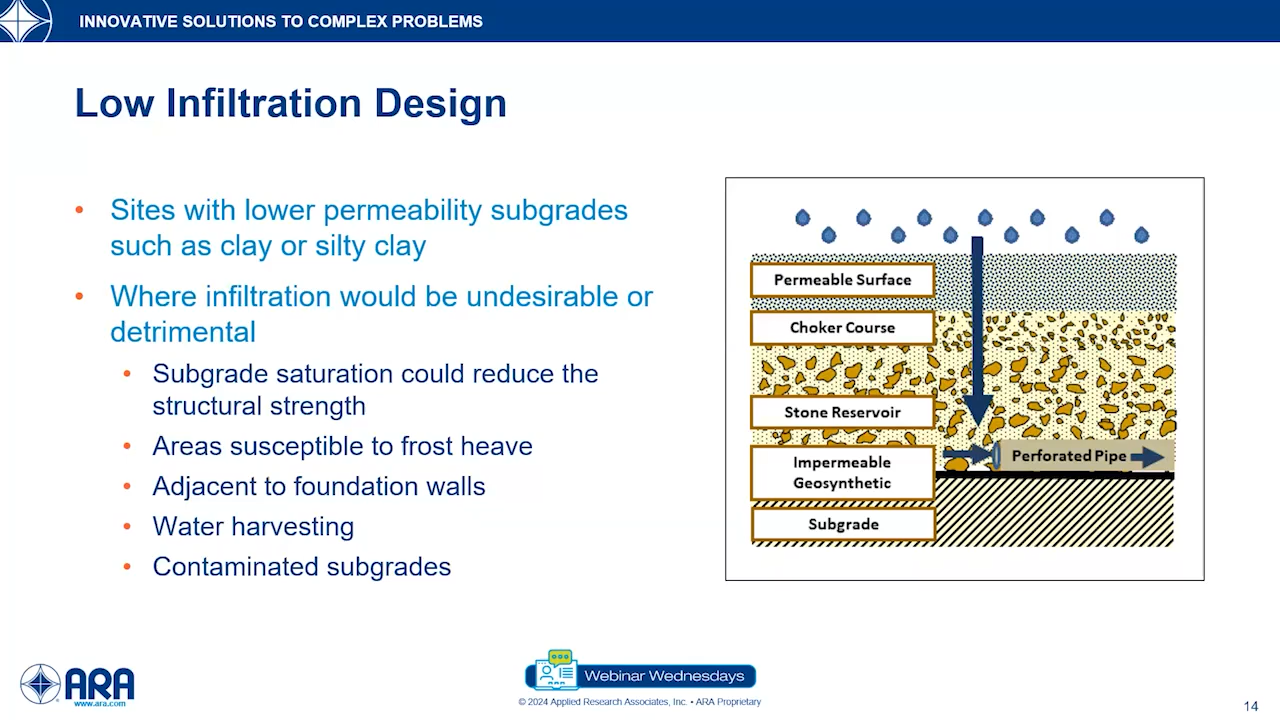 INNOVATIVE SOLUTIONS TO COMPLEX PROBLEMS
Low Infiltration Design
• Sites with lower permeability subgrades
such as clay or silty clay
• Where infiltration would be undesirable or
detrimental
• Subgrade saturation could reduce the
structural strength
• Areas susceptible to frost heave
• Adjacent to foundation walls
• Water harvesting
• Contaminated subgrades
Permeable Surface
Choker Course
Stone Reservoir
Impermeable
Geosynthetic
Perforated Pipe
Subgrade
ARA
www.ara.com
Webinar Wednesdays
© 2024 Applied Research Associates, Inc. • ARA Proprietary
14